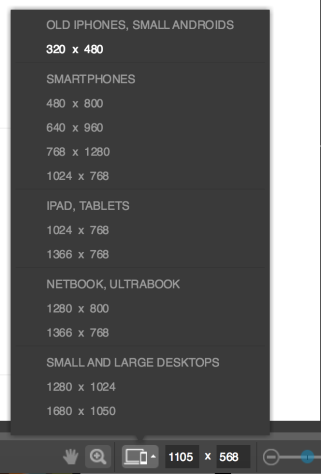 OLD IPHONES, SMALL ANDROIDS
320 x 480
SMARTPHONES
480 x 800
640 x 960
768 x 1280
1024 x 768
IPAD, TABLETS
1024 x 768
1366 x 768
NETBOOK, ULTRABOOK
1280 x 800
1366 x 768
SMALL AND LARGE DESKTOPS
1280 x 1024
1680 x 1050
1105 x 568